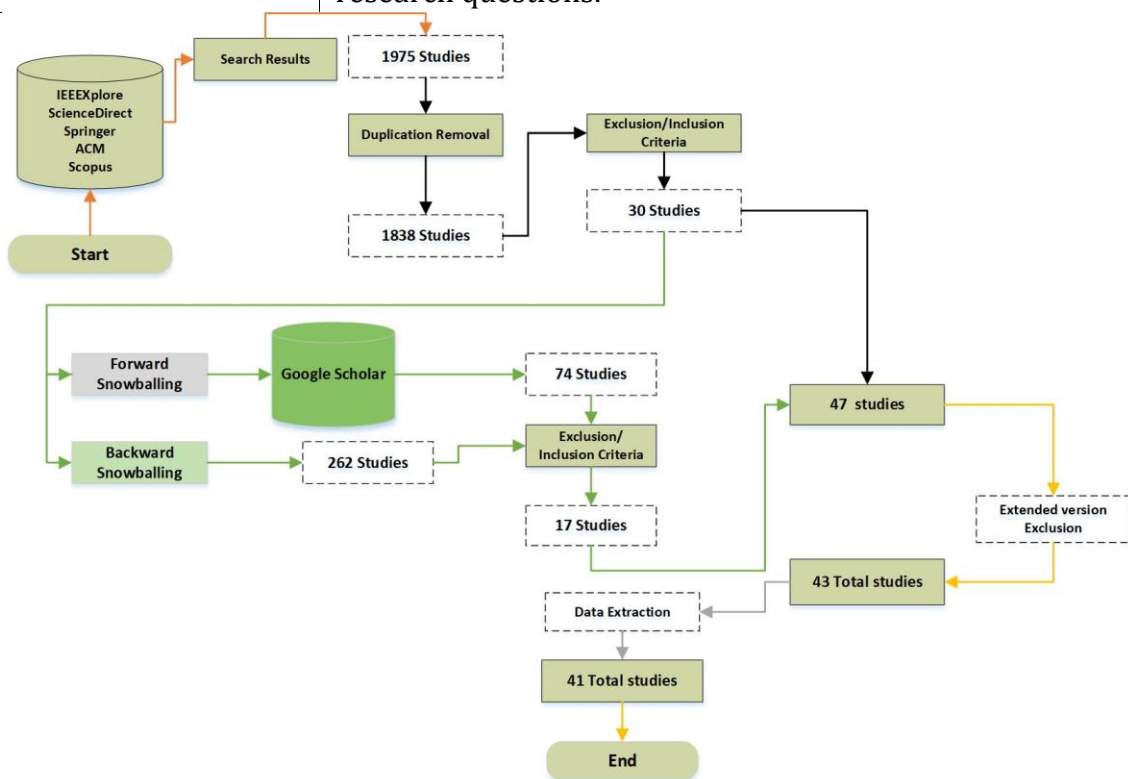 research questions.
IEEEXplore
ScienceDirect
Springer
ACM
Scopus
Start
Search Results
1975 Studies
Duplication Removal
1838 Studies
Exclusion/Inclusion
Criteria
30 Studies
Forward
Snowballing
Google Scholar
74 Studies
Backward
Snowballing
262 Studies
Exclusion/
Inclusion Criteria
17 Studies
47 studies
Extended version
Exclusion
43 Total studies
Data Extraction
41 Total studies
End